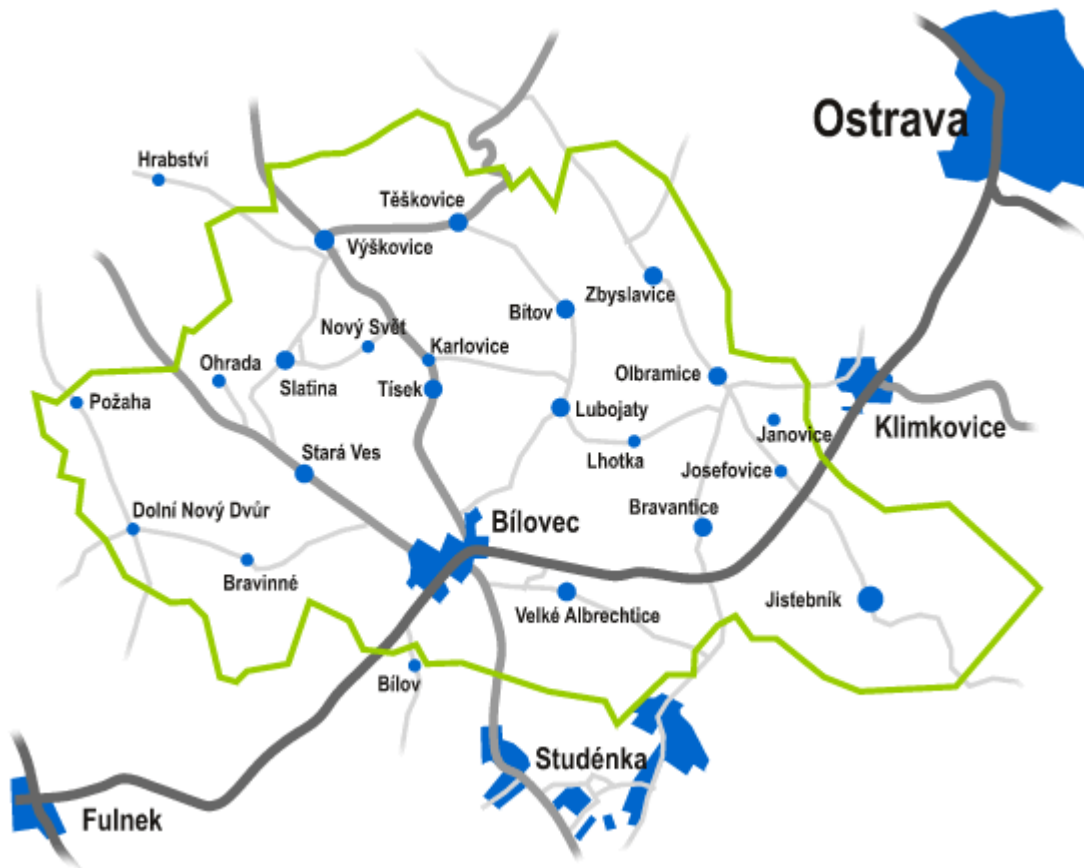 Ostrava
Hrabství
Těškovice
Výškovice
Zbyslavice
Bítov
Nový Svět
Karlovice
Ohrada
Slatina
Tísek
Olbramice
Požaha
Lubojaty
Klimkovice
Janovice
Lhotka
Stará Ves
Josefovice
Bravantice
Dolní Nový Dvůr
Bílovec
Bravinné
Jistebník
Velké Albrechtice
Bílov
Studénka
Fulnek